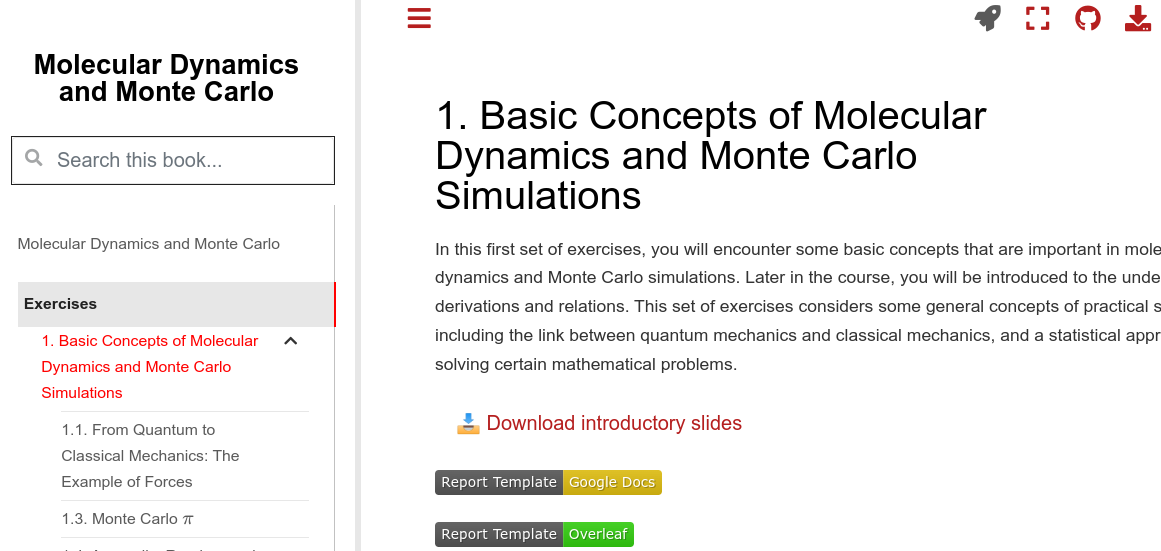 Molecular Dynamics
and Monte Carlo
Search this book...
Molecular Dynamics and Monte Carlo
Exercises
1. Basic Concepts of Molecular
Dynamics and Monte Carlo
Simulations
1.1. From Quantum to
Classical Mechanics: The
Example of Forces
1.3. Monte Carlo π
1. Basic Concepts of Molecular
Dynamics and Monte Carlo
Simulations
In this first set of exercises, you will encounter some basic concepts that are important in mole
dynamics and Monte Carlo simulations. Later in the course, you will be introduced to the unde
derivations and relations. This set of exercises considers some general concepts of practical s
including the link between quantum mechanics and classical mechanics, and a statistical appr
solving certain mathematical problems.
Download introductory slides
Report Template Google Docs
Report Template Overleaf